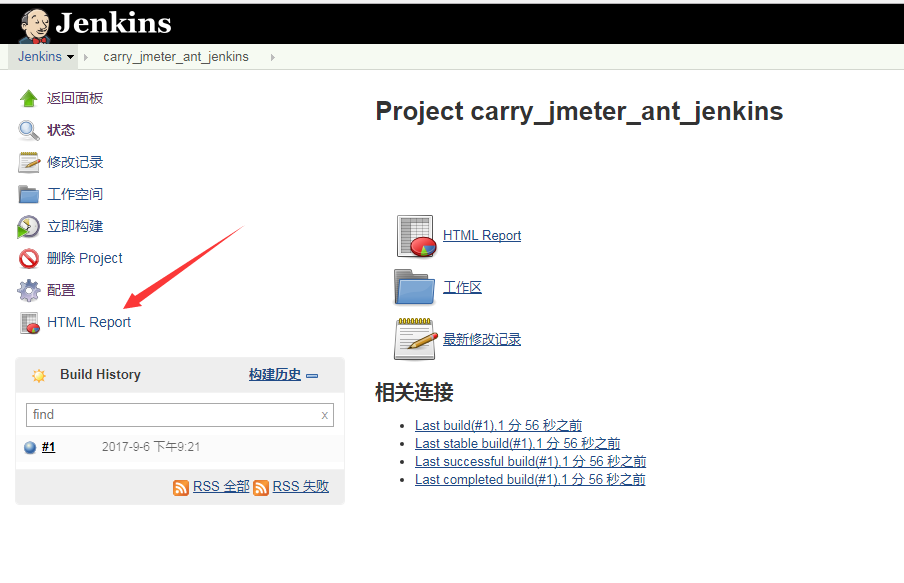 Jenkins
Jenkins
carry_jmeter_ant_jenkins
返回面板
状态
修改记录
工作空间
立即构建
删除 Project
配置
HTML Report
Build History
构建历史
find
x
#1
2017-9-6 下午9:21
RSS 全部
RSS 失败
Project carry_jmeter_ant_jenkins
HTML Report
工作区
最新修改记录
相关连接
Last build(#1),1 分 56 秒之前
Last stable build(#1),1 分 56 秒之前
Last successful build(#1),1 分 56 秒之前
Last completed build(#1),1 分 56 秒之前